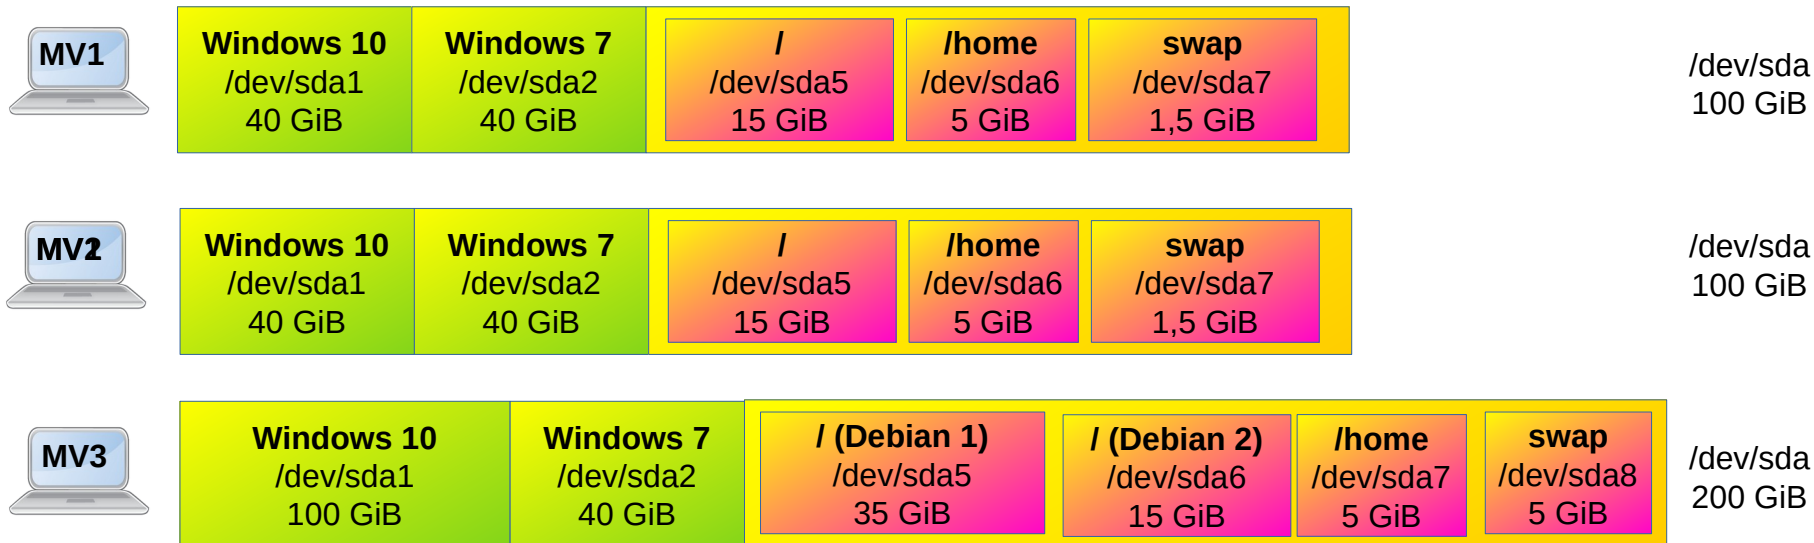 MV1
Windows 10
/dev/sda1
40 GiB
Windows 7
/dev/sda2
40 GiB
/
/dev/sda5
15 GiB
/home
/dev/sda6
5 GiB
swap
/dev/sda7
1,5 GiB
/dev/sda
100 GiB
MV2
Windows 10
/dev/sda1
40 GiB
Windows 7
/dev/sda2
40 GiB
/
/dev/sda5
15 GiB
/home
/dev/sda6
5 GiB
swap
/dev/sda7
1,5 GiB
/dev/sda
100 GiB
MV3
Windows 10
/dev/sda1
100 GiB
Windows 7
/dev/sda2
40 GiB
/ (Debian 1)
/dev/sda5
35 GiB
/ (Debian 2)
/dev/sda6
15 GiB
/home
/dev/sda7
5 GiB
swap
/dev/sda8
5 GiB
/dev/sda
200 GiB